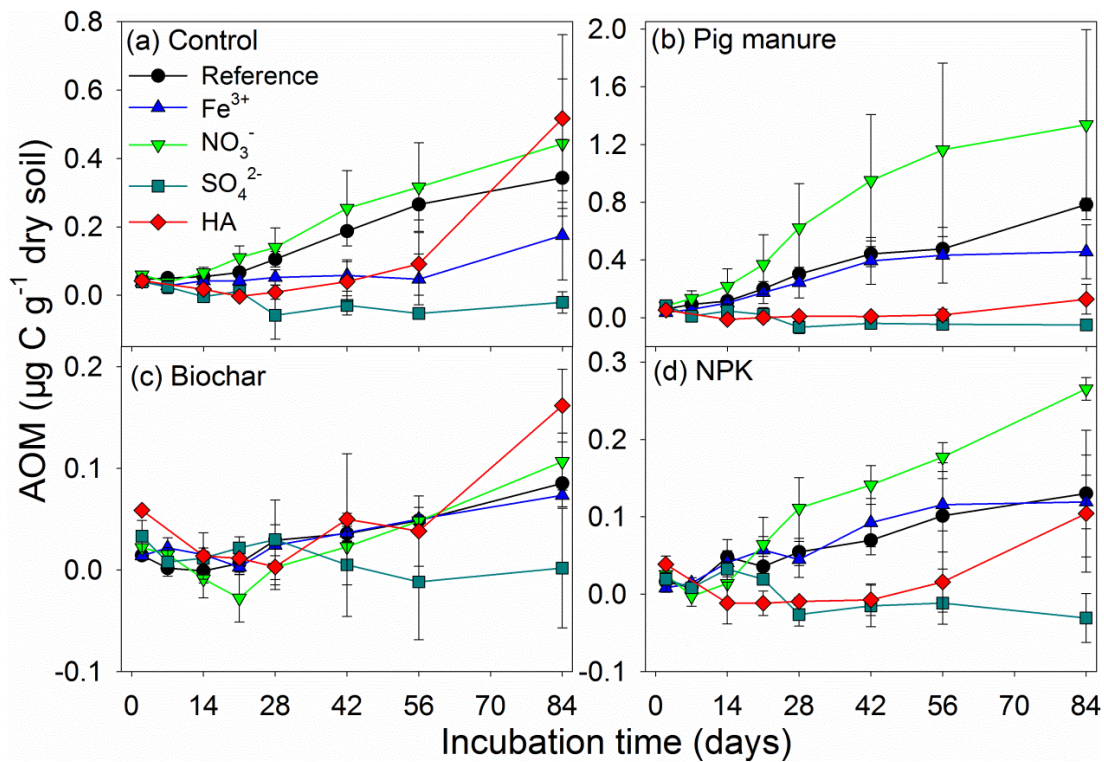 AOM (µg C g⁻¹ dry soil)
(a) Control
Reference
Fe³⁺
NO₃⁻
SO₄²⁻
HA
0.8
0.6
0.4
0.2
0.0
(b) Pig manure
2.0
1.6
1.2
0.8
0.4
0.0
(c) Biochar
0.2
0.1
0.0
-0.1
0 14 28 42 56 70 84
(d) NPK
0.3
0.2
0.1
0.0
-0.1
0 14 28 42 56 70 84
Incubation time (days)